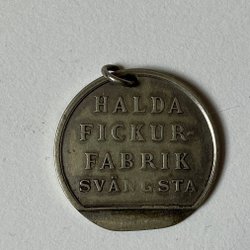 HALDA
FICKUR-
FABRIK
SVÄNGSTA